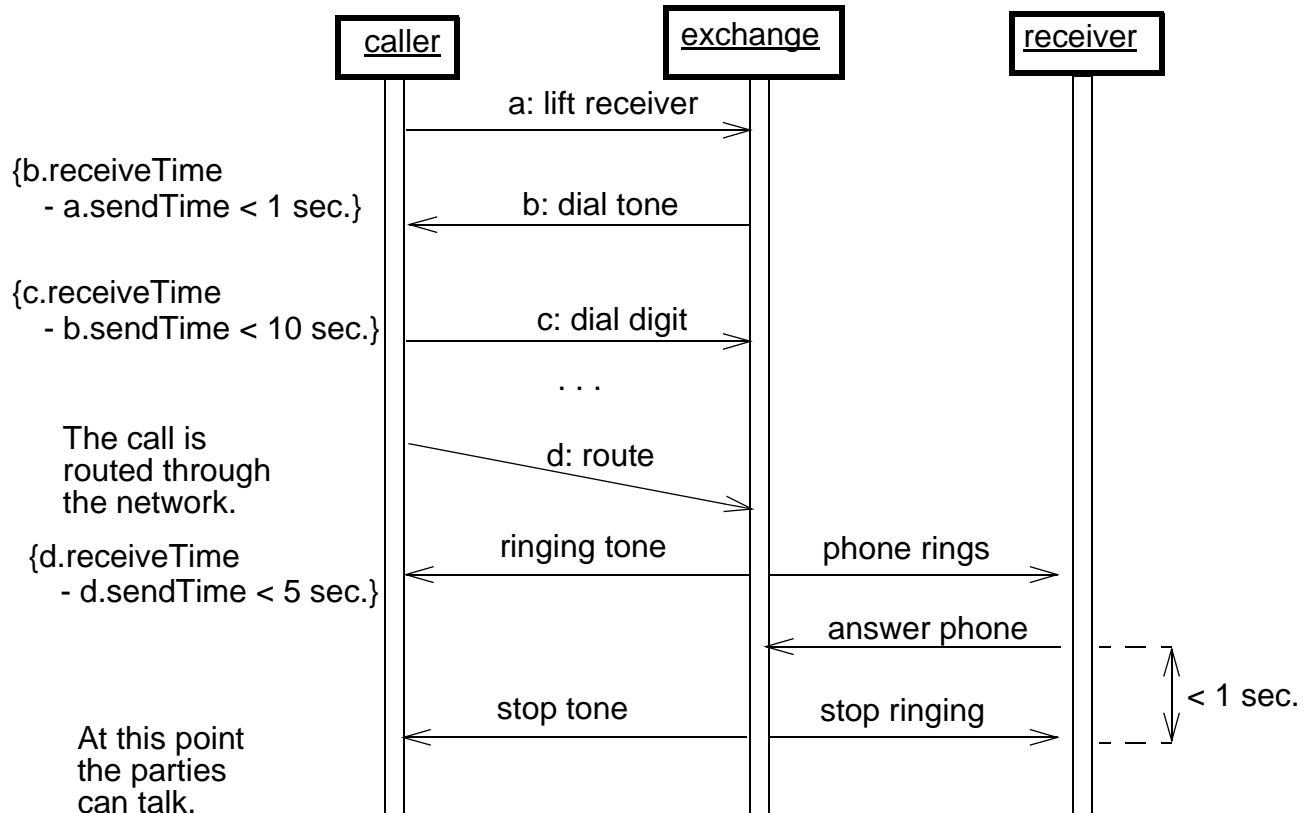 caller
exchange
receiver
a: lift receiver
{b.receiveTime
- a.sendTime < 1 sec.}
b: dial tone
{c.receiveTime
- b.sendTime < 10 sec.}
c: dial digit
. . .
The call is
routed through
the network.
d: route
{d.receiveTime
- d.sendTime < 5 sec.}
ringing tone
phone rings
answer phone
< 1 sec.
stop tone
stop ringing
At this point
the parties
can talk.